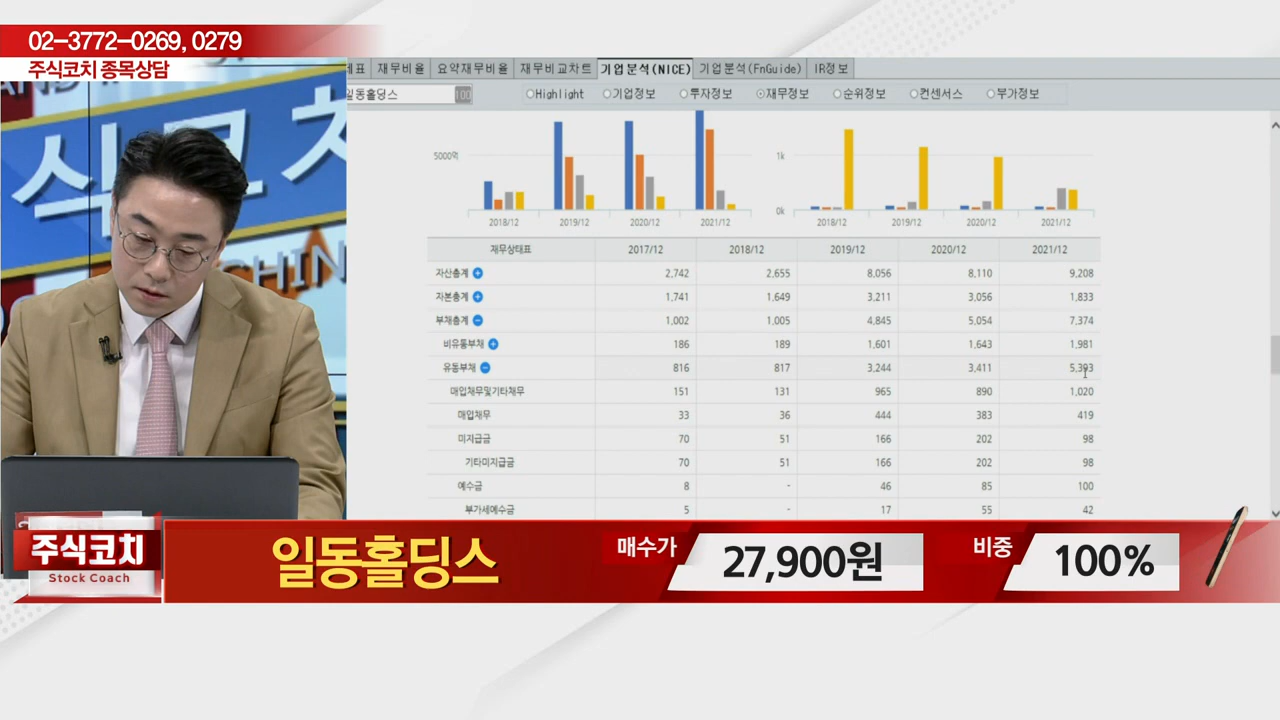 02-3772-0269, 0279
주식코치 종목상담
식코치
CHIN
재무비율 요약재무비율 재무비교차트 기업분석(NICE) 기업분석(FnGuide) IR정보
일동홀딩스 100 Highlight 기업정보 투자정보 재무정보 순위정보 컨센서스 부가정보
5000억 1k
0k
2018/12 2019/12 2020/12 2021/12 2018/12 2019/12 2020/12 2021/12
재무상태표 2017/12 2018/12 2019/12 2020/12 2021/12
자산총계 2,742 2,655 8,056 8,110 9,208
자본총계 1,741 1,649 3,211 3,056 1,833
부채총계 1,002 1,005 4,845 5,054 7,374
비유동부채 186 189 1,601 1,643 1,981
유동부채 816 817 3,244 3,411 5,393
매입채무및기타채무 151 131 965 890 1,020
매입채무 33 36 444 383 419
미지급금 70 51 166 202 98
기타미지급금 70 51 166 202 98
예수금 8 - 46 85 100
부가세예수금 5 - 17 55 42
주식코치
Stock Coach
일동홀딩스 매수가 27,900원 비중 100%